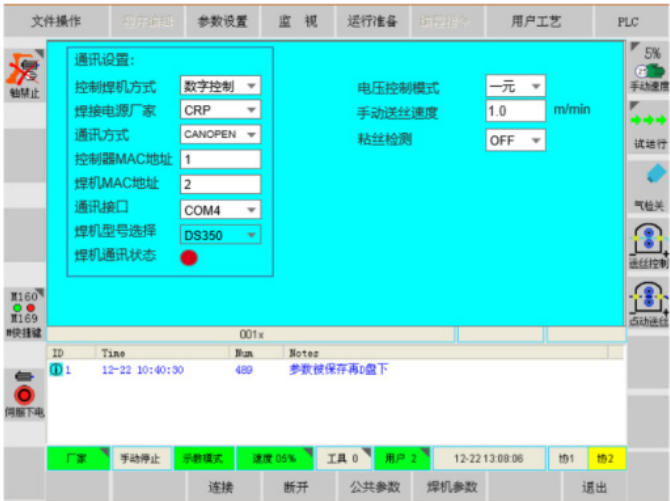 文件操作 程序编辑 参数设置 监 视 运行准备 用户工艺 PLC
通讯设置:
控制焊机方式 数字控制
焊接电源厂家 CRP
通讯方式 CANOPEN
控制器MAC地址 1
焊机MAC地址 2
通讯接口 COM4
焊机型号选择 DS350
焊机通讯状态
电压控制模式 一元
手动送丝速度 1.0 m/min
粘丝检测 OFF
轴禁止
M160
M169
M快捷键
伺服下电
5%
手动速度
试运行
气检关
送丝控制
点动送丝
001x
ID Time Num Notes
1 12-22 10:40:30 489 参数被保存再D盘下
厂家 手动停止 示教模式 速度 05% 工具 0 用户 2 12-22 13:08:06 协1 协2
连接 断开 公共参数 焊机参数 退出